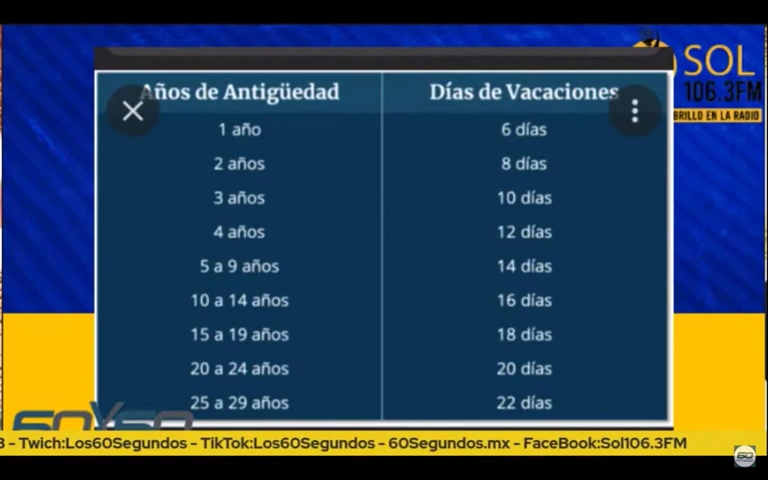 SOL
106.3FM
BRILLO EN LA RADIO
Años de Antigüedad Días de Vacaciones
1 año 6 días
2 años 8 días
3 años 10 días
4 años 12 días
5 a 9 años 14 días
10 a 14 años 16 días
15 a 19 años 18 días
20 a 24 años 20 días
25 a 29 años 22 días
60Y60
- Twich:Los60Segundos - TikTok:Los60Segundos - 60Segundos.mx - FaceBook:Sol106.3FM
60